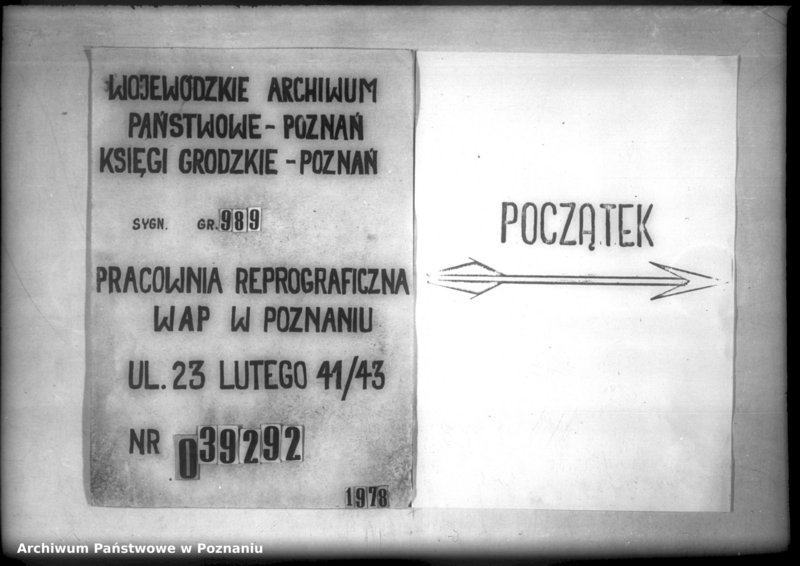 WOJEWÓDZKIE ARCHIWUM
PAŃSTWOWE - POZNAŃ
KSIĘGI GRODZKIE - POZNAŃ
SYGN. GR. 989
PRACOWNIA REPROGRAFICZNA
WAP W POZNANIU
UL. 23 LUTEGO 41/43
NR 039292
1978
POCZĄTEK
Archiwum Państwowe w Poznaniu